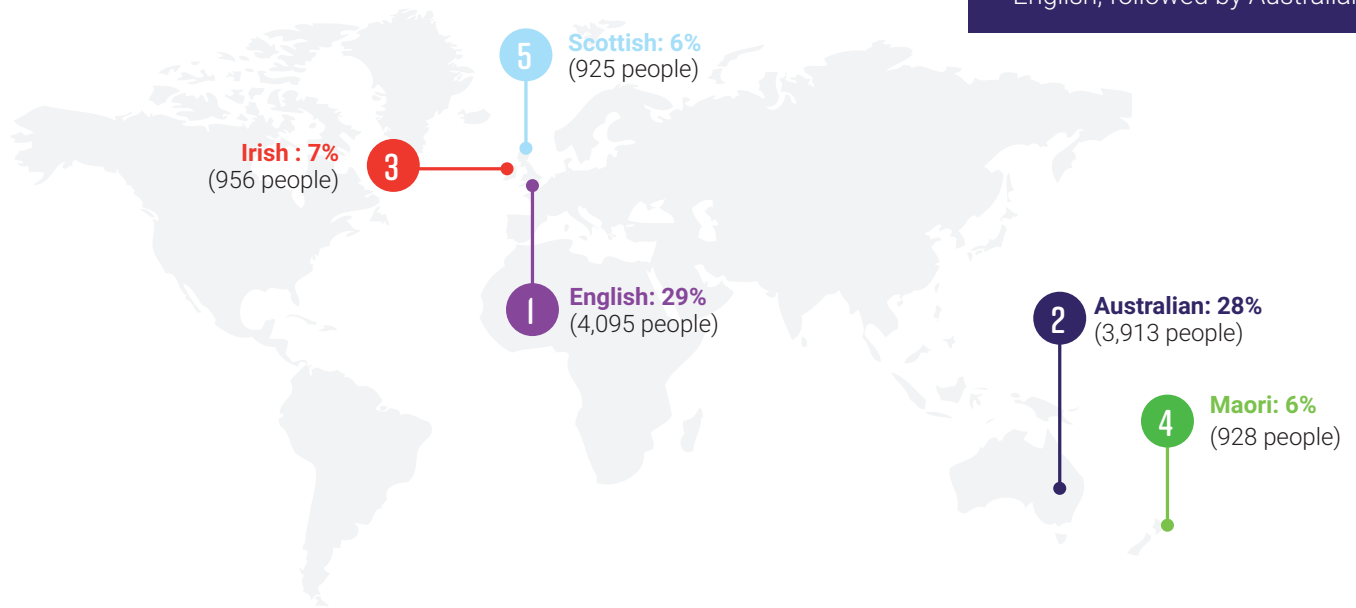 English, followed by Australian
5
Scottish: 6%
(925 people)
Irish : 7%
(956 people)
3
1
English: 29%
(4,095 people)
2
Australian: 28%
(3,913 people)
4
Maori: 6%
(928 people)